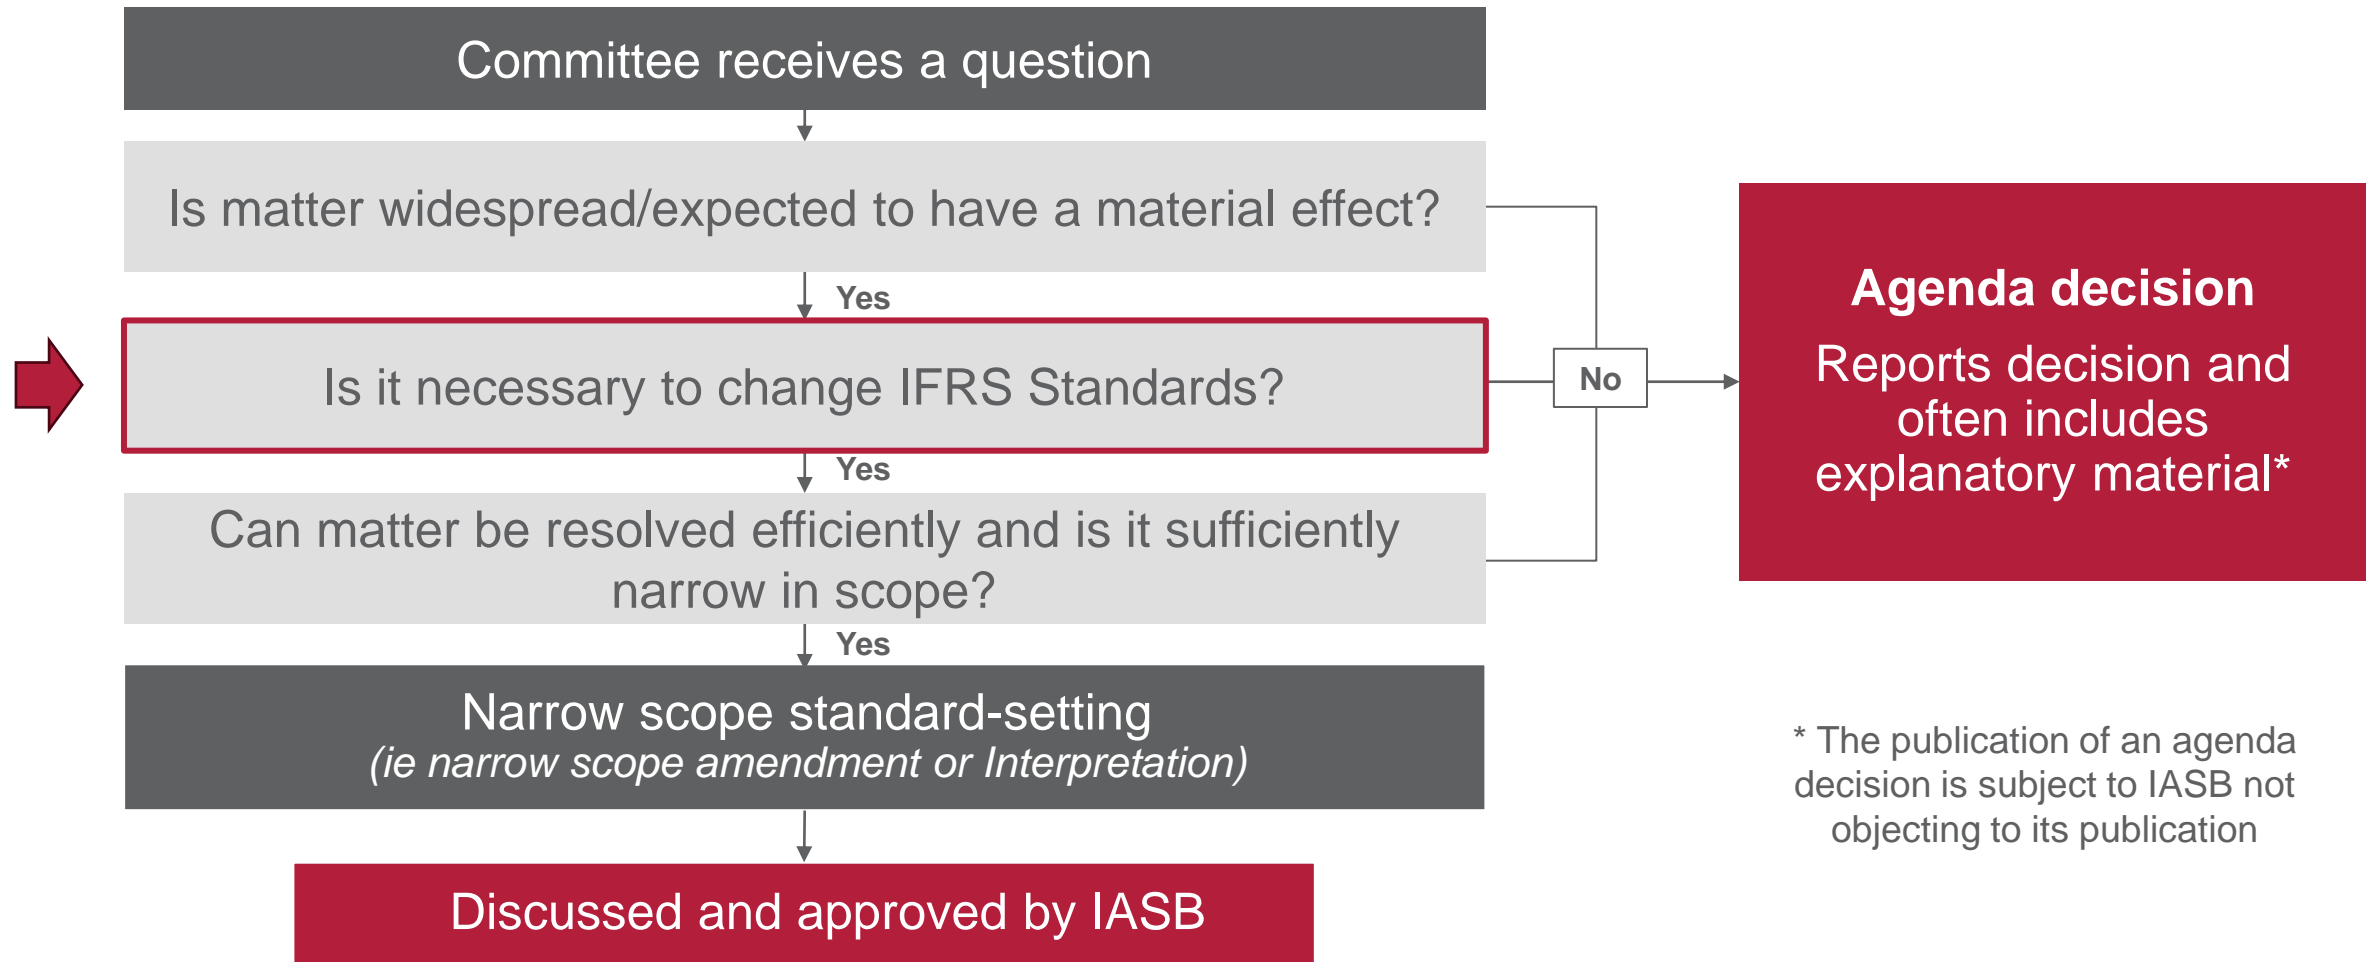 Committee receives a question
Is matter widespread/expected to have a material effect?
Yes
Is it necessary to change IFRS Standards?
Yes
Can matter be resolved efficiently and is it sufficiently
narrow in scope?
Yes
Narrow scope standard-setting
(ie narrow scope amendment or Interpretation)
Discussed and approved by IASB
No
Agenda decision
Reports decision and
often includes
explanatory material*
* The publication of an agenda
decision is subject to IASB not
objecting to its publication